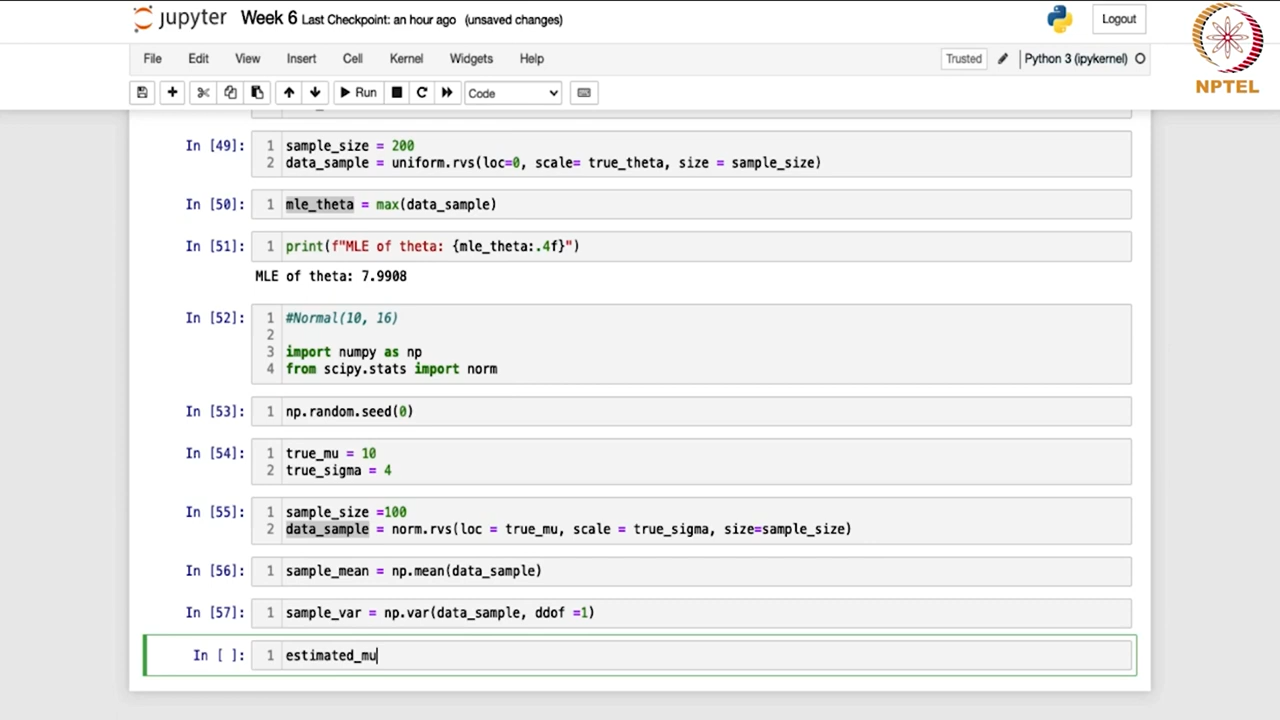 jupyter Week 6 Last Checkpoint: an hour ago (unsaved changes)
Logout
NPTEL
File Edit View Insert Cell Kernel Widgets Help
Trusted Python 3 (ipykernel)
Run Code
In [49]: 1 sample_size = 200
2 data_sample = uniform.rvs(loc=0, scale= true_theta, size = sample_size)
In [50]: 1 mle_theta = max(data_sample)
In [51]: 1 print(f"MLE of theta: {mle_theta:.4f}")
MLE of theta: 7.9908
In [52]: 1 #Normal(10, 16)
2
3 import numpy as np
4 from scipy.stats import norm
In [53]: 1 np.random.seed(0)
In [54]: 1 true_mu = 10
2 true_sigma = 4
In [55]: 1 sample_size =100
2 data_sample = norm.rvs(loc = true_mu, scale = true_sigma, size=sample_size)
In [56]: 1 sample_mean = np.mean(data_sample)
In [57]: 1 sample_var = np.var(data_sample, ddof =1)
In [ ]: 1 estimated_mu